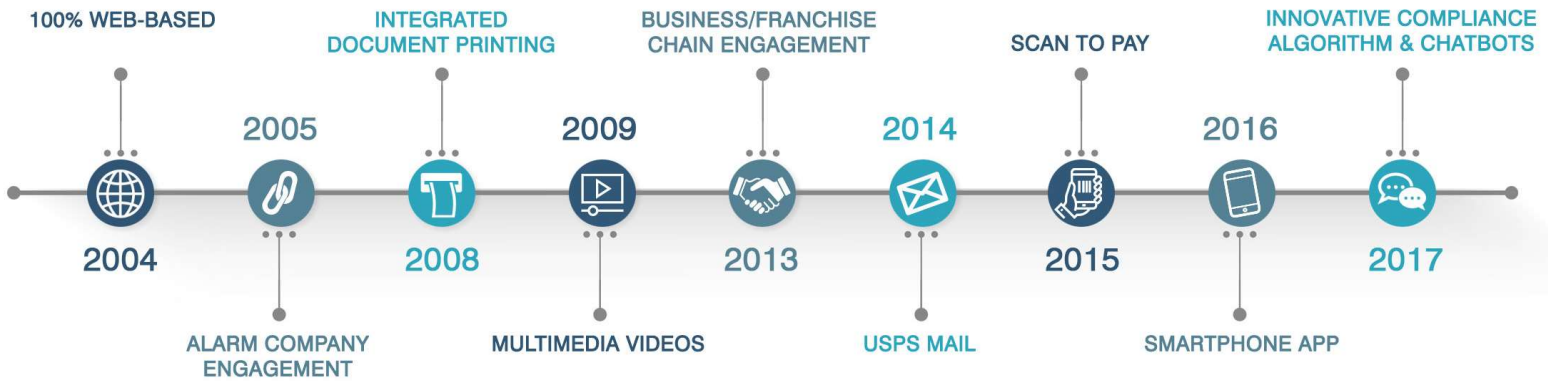 100% WEB-BASED
2004
2005
ALARM COMPANY
ENGAGEMENT
INTEGRATED
DOCUMENT PRINTING
2008
2009
MULTIMEDIA VIDEOS
BUSINESS/FRANCHISE
CHAIN ENGAGEMENT
2013
2014
USPS MAIL
SCAN TO PAY
2015
2016
SMARTPHONE APP
INNOVATIVE COMPLIANCE
ALGORITHM & CHATBOTS
2017